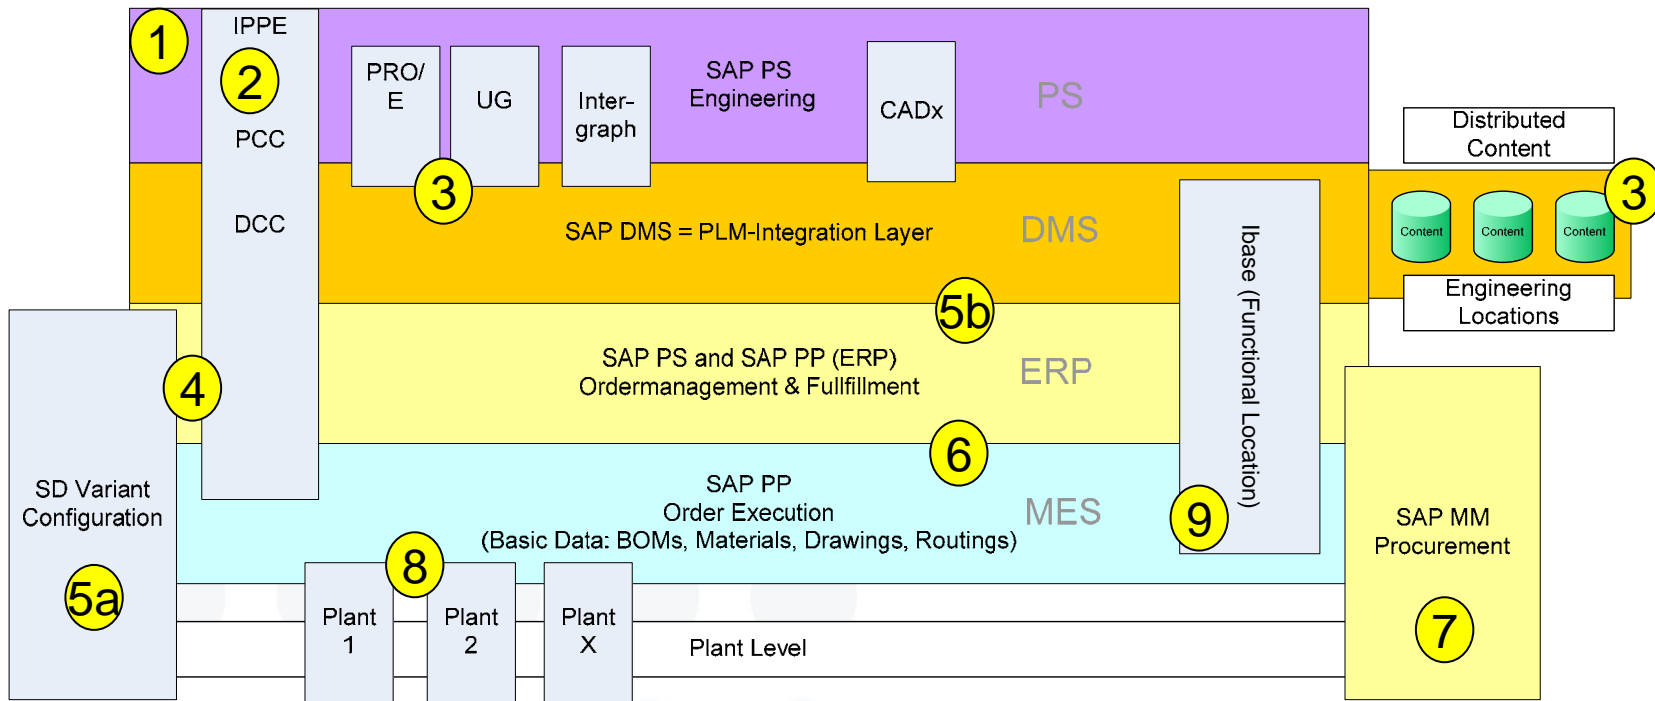 1
IPPE
2
PCC
DCC
PRO/
E
UG
Inter-
graph
SAP PS
Engineering
PS
CADx
Distributed
Content
3
3
SAP DMS = PLM-Integration Layer
DMS
Content
Content
Content
Engineering
Locations
5b
Ibase (Functional Location)
4
SAP PS and SAP PP (ERP)
Ordermanagement & Fullfillment
ERP
6
SD Variant
Configuration
5a
SAP PP
Order Execution
(Basic Data: BOMs, Materials, Drawings, Routings)
MES
9
SAP MM
Procurement
7
8
Plant
1
Plant
2
Plant
X
Plant Level